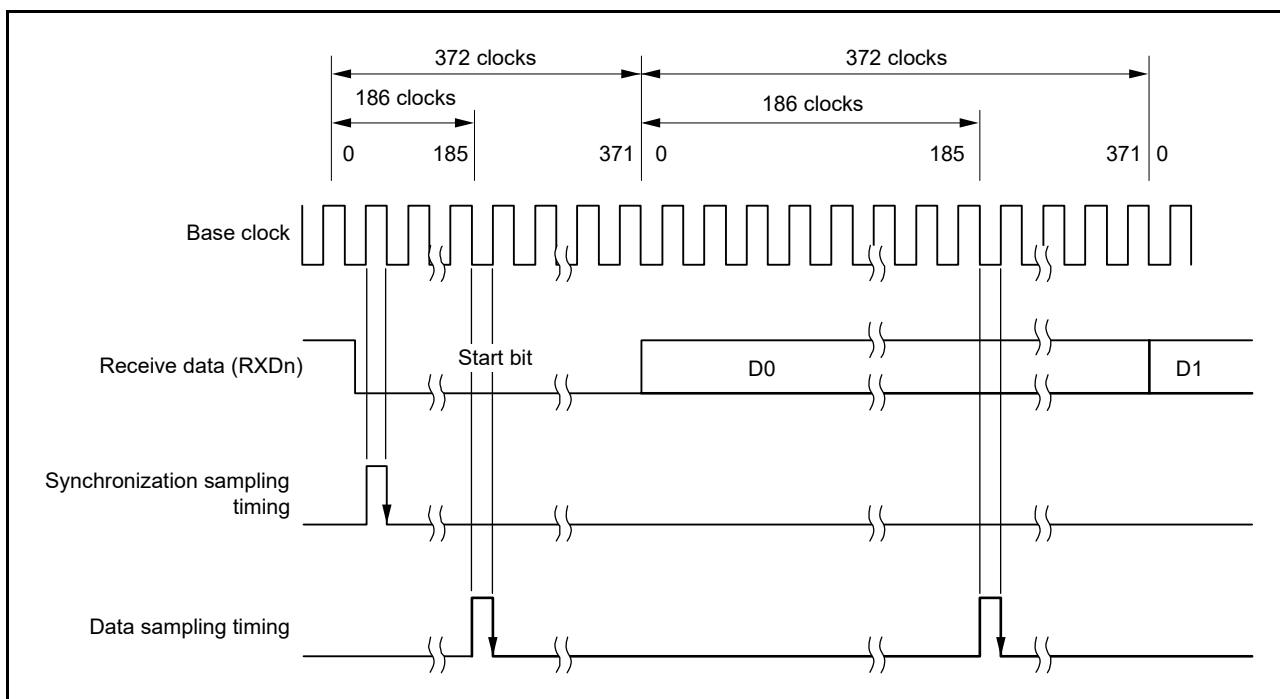 372 clocks
372 clocks
186 clocks
186 clocks
0
185
371
0
185
371
0
Base clock
Receive data (RXDn)
Start bit
D0
D1
Synchronization sampling
timing
Data sampling timing